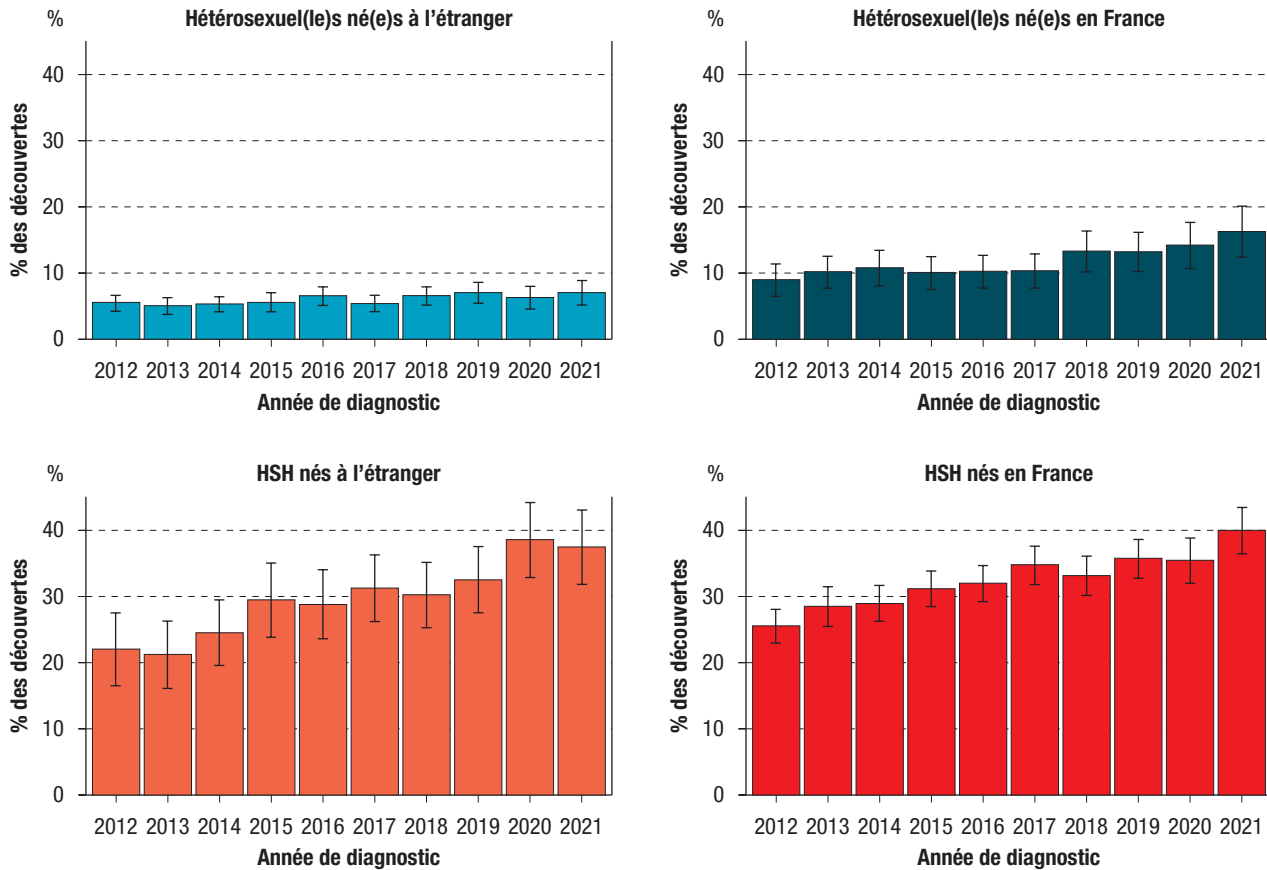 %
Hétérosexuel(le)s né(e)s à l’étranger
% des découvertes
40
30
20
10
0
2012 2013 2014 2015 2016 2017 2018 2019 2020 2021
Année de diagnostic
%
Hétérosexuel(le)s né(e)s en France
% des découvertes
40
30
20
10
0
2012 2013 2014 2015 2016 2017 2018 2019 2020 2021
Année de diagnostic
%
HSH nés à l’étranger
% des découvertes
40
30
20
10
0
2012 2013 2014 2015 2016 2017 2018 2019 2020 2021
Année de diagnostic
%
HSH nés en France
% des découvertes
40
30
20
10
0
2012 2013 2014 2015 2016 2017 2018 2019 2020 2021
Année de diagnostic